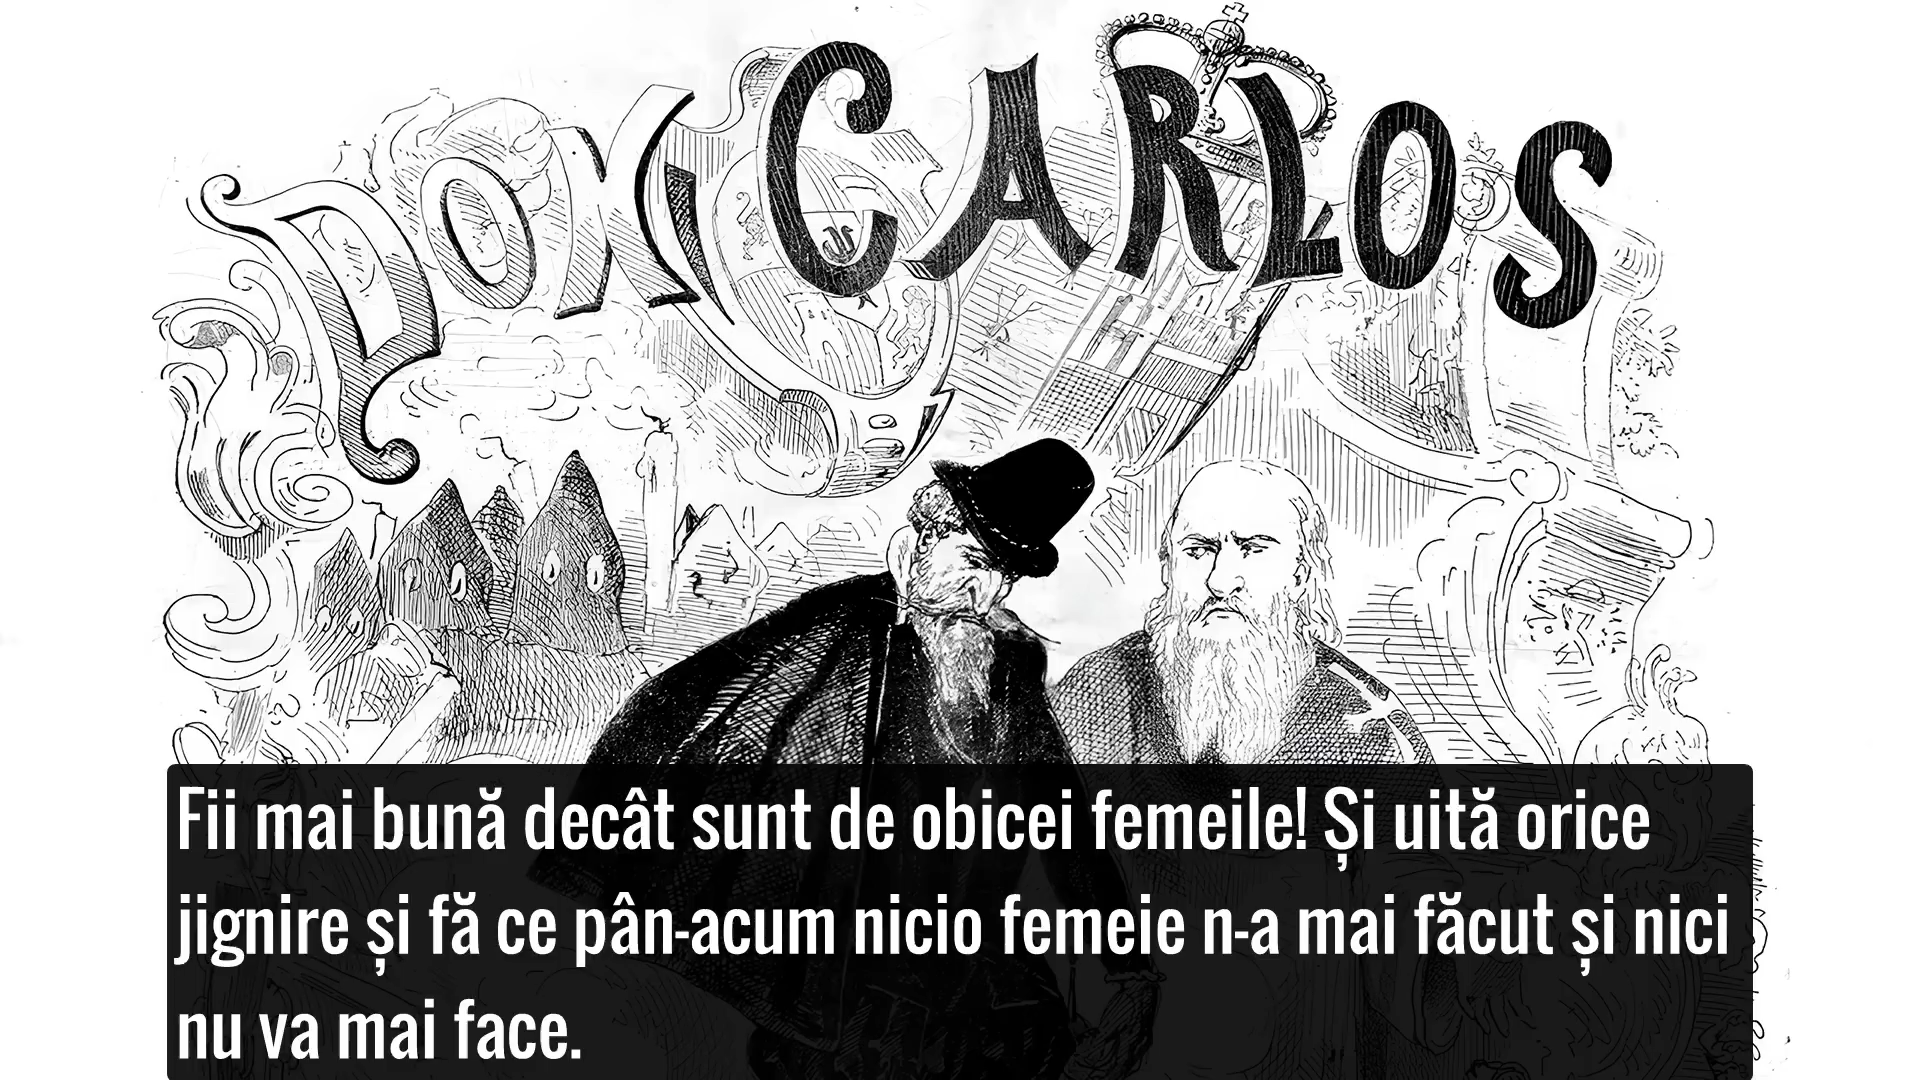 DON CARLOS
Fii mai bună decât sunt de obicei femeile! Și uită orice
jignire și fă ce pân-acum nicio femeie n-a mai făcut și nici
nu va mai face.